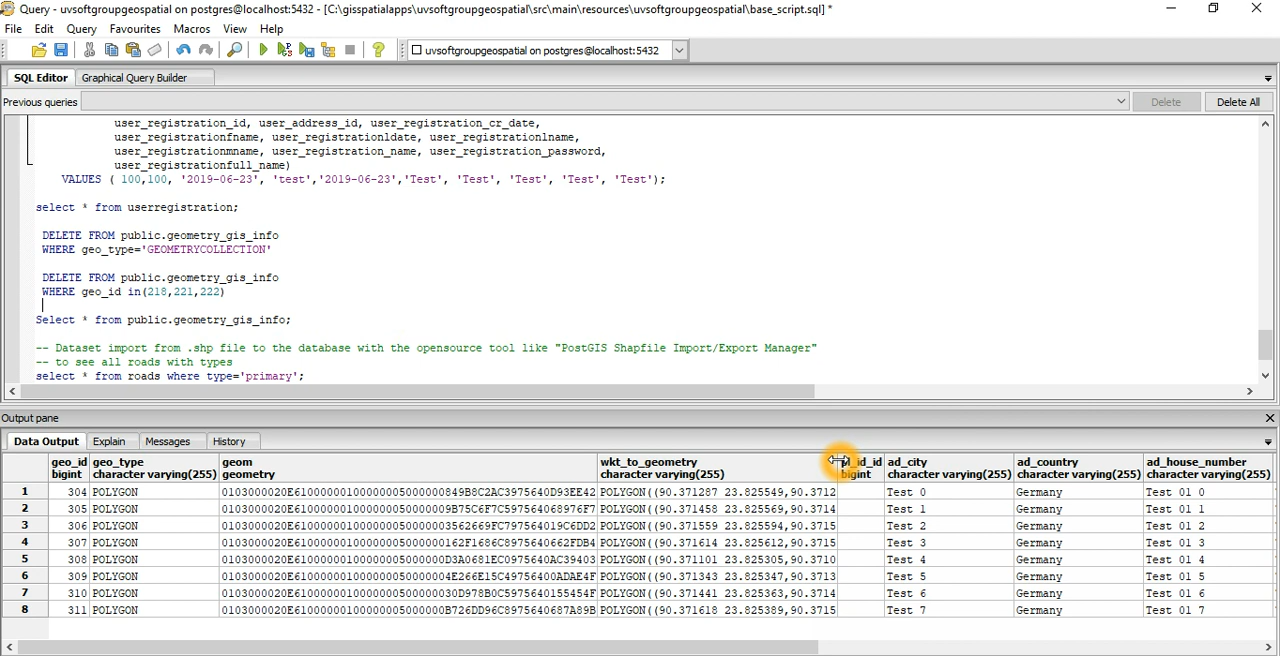 Query - uvsoftgroupgeospatial on postgres@localhost:5432 - [C:\gisspatialapps\uvsoftgroupgeospatial\src\main\resources\uvsoftgroupgeospatial\base_script.sql] *
File Edit Query Favourites Macros View Help
uvsoftgroupgeospatial on postgres@localhost:5432
SQL Editor Graphical Query Builder
Previous queries Delete Delete All
user_registration_id, user_address_id, user_registration_cr_date,
user_registrationfname, user_registrationldate, user_registrationlname,
user_registrationmname, user_registration_name, user_registration_password,
user_registrationfull_name)
VALUES ( 100,100, '2019-06-23', 'test','2019-06-23','Test', 'Test', 'Test', 'Test', 'Test');
select * from userregistration;
DELETE FROM public.geometry_gis_info
WHERE geo_type='GEOMETRYCOLLECTION'
DELETE FROM public.geometry_gis_info
WHERE geo_id in(218,221,222)
Select * from public.geometry_gis_info;
-- Dataset import from .shp file to the database with the opensource tool like "PostGIS Shapfile Import/Export Manager"
-- to see all roads with types
select * from roads where type='primary';
Output pane
Data Output Explain Messages History
geo_id geo_type geom wkt_to_geometry ad_city ad_country ad_house_number
bigint character varying(255) geometry character varying(255) bigint character varying(255) character varying(255) character varying(255)
1 304 POLYGON 0103000020E61000000100000005000000849B8C2AC3975640D93EE42 POLYGON((90.371287 23.825549,90.3712 Test 0 Germany Test 01 0
2 305 POLYGON 0103000020E610000001000000050000009B75C6F7C597564068976F7 POLYGON((90.371458 23.825569,90.3714 Test 1 Germany Test 01 1
3 306 POLYGON 0103000020E610000001000000050000003562669FC797564019C6DD2 POLYGON((90.371559 23.825594,90.3715 Test 2 Germany Test 01 2
4 307 POLYGON 0103000020E61000000100000005000000162F1686C8975640662FDB4 POLYGON((90.371614 23.825612,90.3715 Test 3 Germany Test 01 3
5 308 POLYGON 0103000020E61000000100000005000000D3A0681EC0975640AC39403 POLYGON((90.371101 23.825305,90.3710 Test 4 Germany Test 01 4
6 309 POLYGON 0103000020E610000001000000050000004E266E15C49756400ADAE4F POLYGON((90.371343 23.825347,90.3713 Test 5 Germany Test 01 5
7 310 POLYGON 0103000020E6100000010000000500000030D978B0C5975640155454F POLYGON((90.371441 23.825363,90.3714 Test 6 Germany Test 01 6
8 311 POLYGON 0103000020E61000000100000005000000B726DD96C8975640687A89B POLYGON((90.371618 23.825389,90.3715 Test 7 Germany Test 01 7